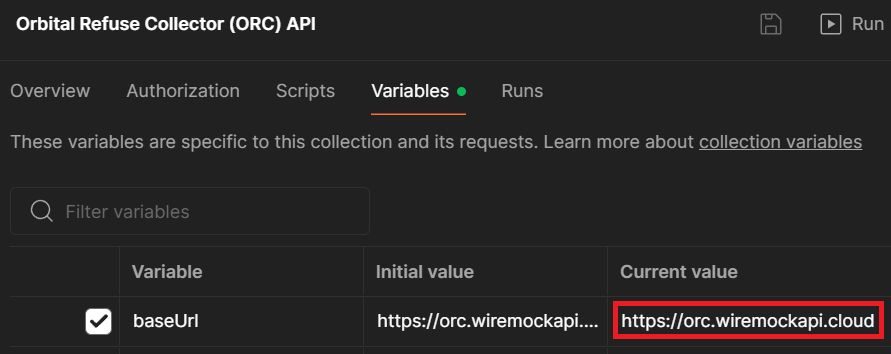 Orbital Refuse Collector (ORC) API Run
Overview Authorization Scripts Variables Runs
These variables are specific to this collection and its requests. Learn more about collection variables
Filter variables
Variable Initial value Current value
baseUrl https://orc.wiremockapi.... https://orc.wiremockapi.cloud